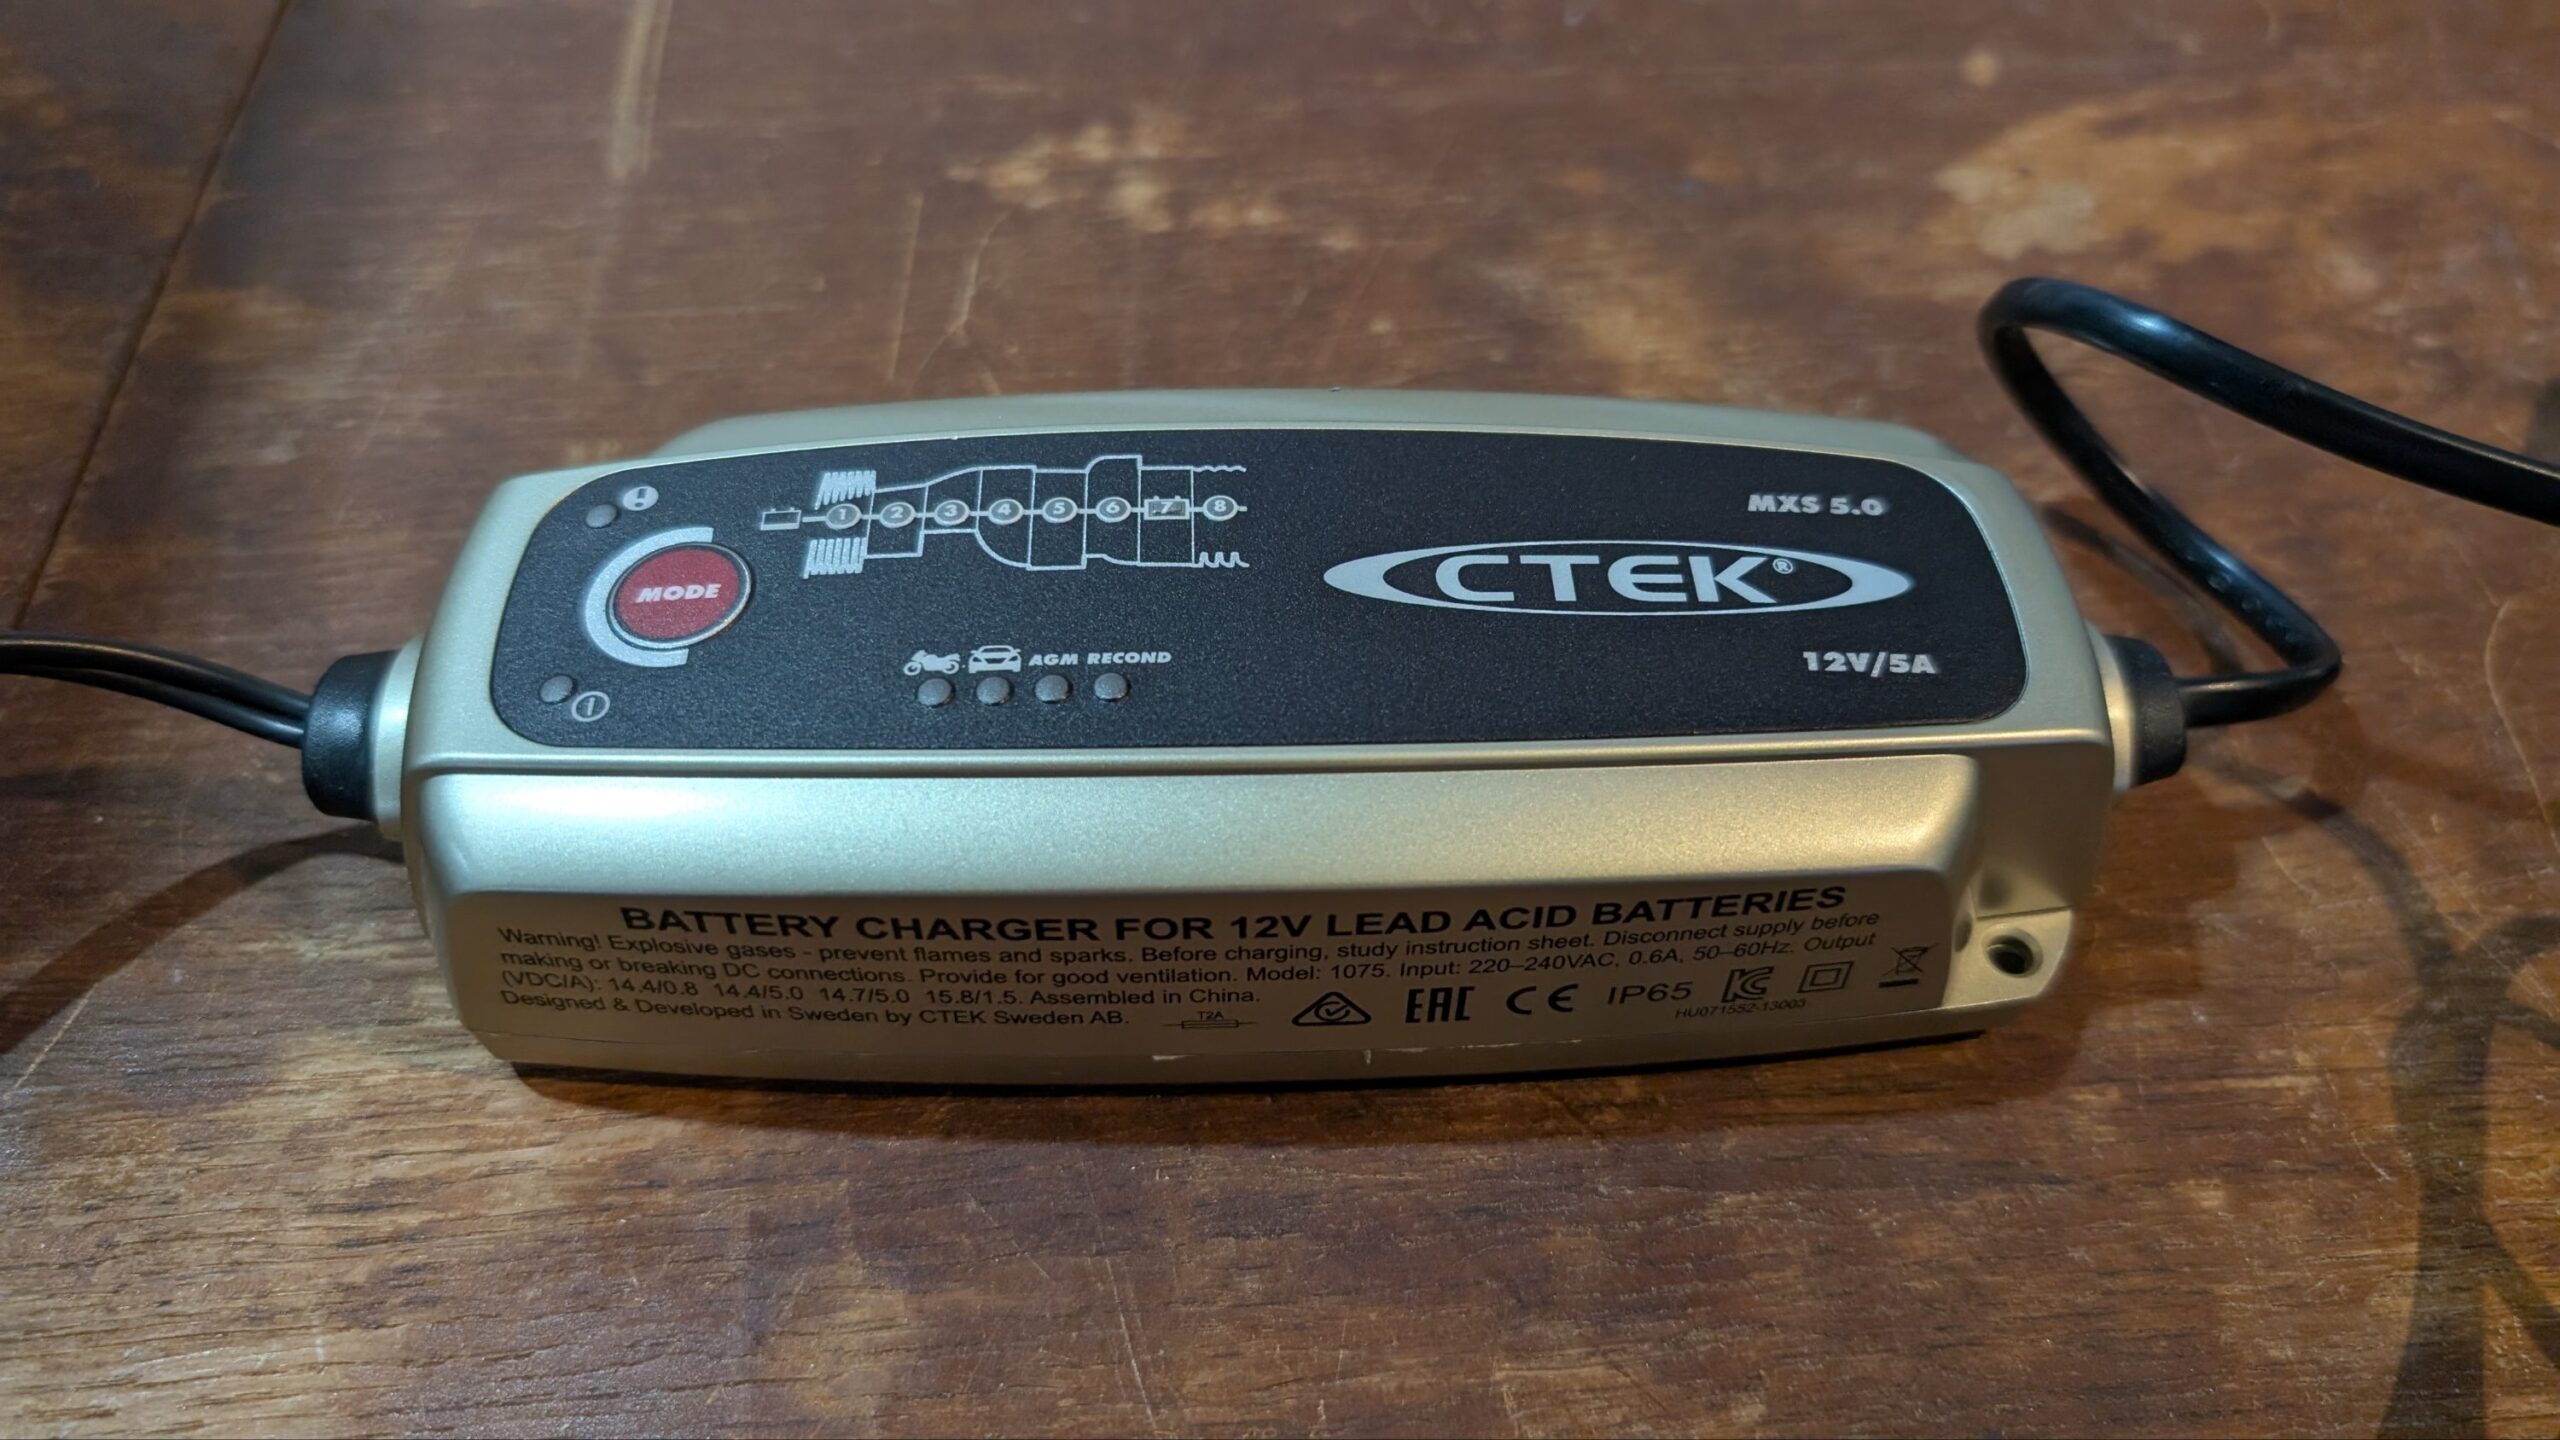 1 2 3 4 5 6 7 8
MXS 5.0
MODE
CTEK®
AGM RECOND
12V/5A
BATTERY CHARGER FOR 12V LEAD ACID BATTERIES
Warning! Explosive gases - prevent flames and sparks. Before charging, study instruction sheet. Disconnect supply before
making or breaking DC connections. Provide for good ventilation. Model: 1075. Input: 220–240VAC, 0.6A, 50–60Hz. Output
(VDC/A): 14.4/0.8 14.4/5.0 14.7/5.0 15.8/1.5. Assembled in China.
Designed & Developed in Sweden by CTEK Sweden AB.
T2A
EAC CE IP65 KC
HU071552-13003